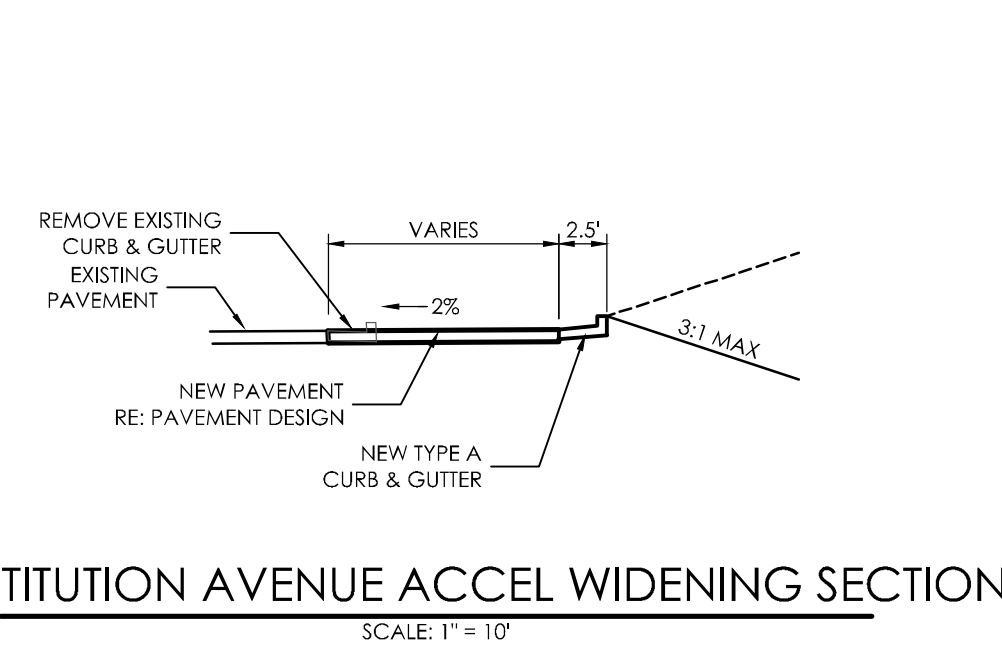 REMOVE EXISTING
CURB & GUTTER
EXISTING
PAVEMENT
VARIES
2.5'
2%
3:1 MAX
NEW PAVEMENT
RE: PAVEMENT DESIGN
NEW TYPE A
CURB & GUTTER
TITUTION AVENUE ACCEL WIDENING SECTION
SCALE: 1" = 10'